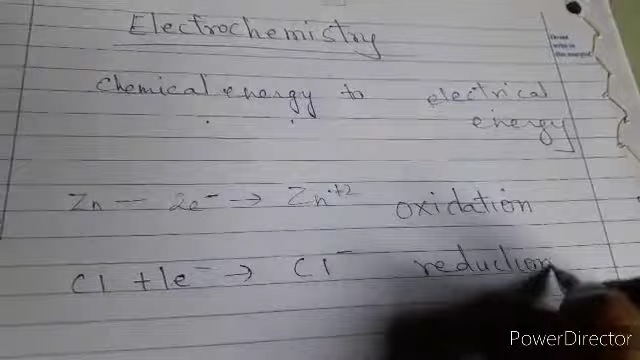 Electrochemistry
Chemical energy to electrical
energy
Zn — 2e⁻ → Zn⁺² oxidation
Cl + 1e⁻ → Cl⁻ reduction
PowerDirector